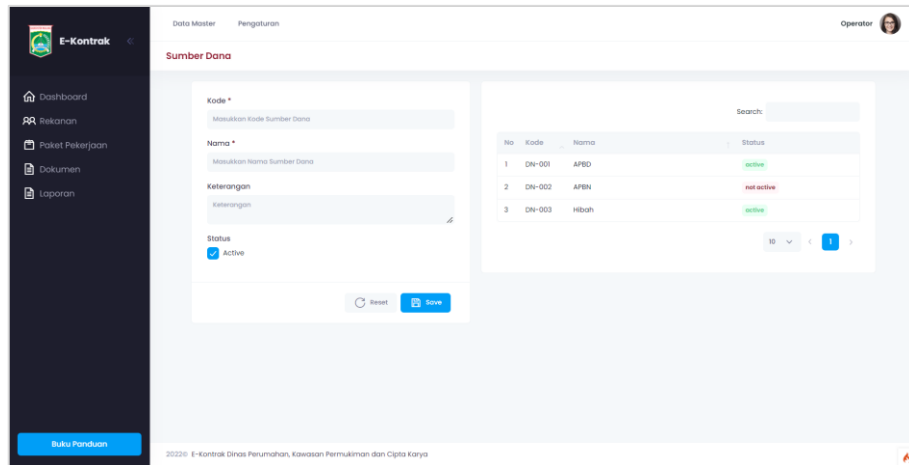 E-Kontrak
Dashboard
Rekanan
Paket Pekerjaan
Dokumen
Laporan
Buku Panduan
Data Master Pengaturan
Operator
Sumber Dana
Kode *
Masukkan Kode Sumber Dana
Nama *
Masukkan Nama Sumber Dana
Keterangan
Keterangan
Status
Active
Reset Save
Search:
No Kode Nama Status
1 DN-001 APBD active
2 DN-002 APBN not active
3 DN-003 Hibah active
10 1
2022© E-Kontrak Dinas Perumahan, Kawasan Permukiman dan Cipta Karya